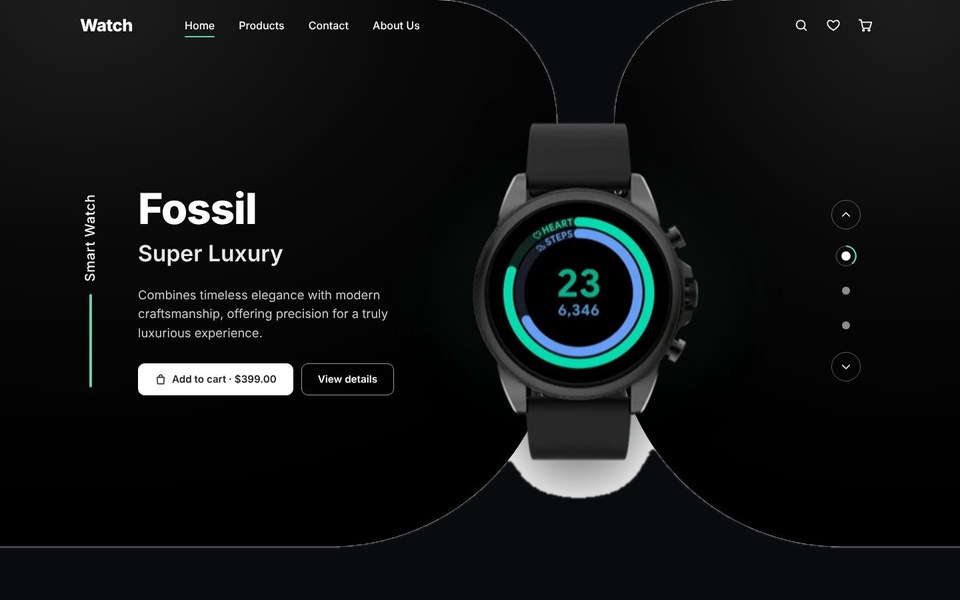 Watch
Home
Products
Contact
About Us
Smart Watch
Fossil
Super Luxury
Combines timeless elegance with modern
craftsmanship, offering precision for a truly
luxurious experience.
Add to cart · $399.00
View details
HEART
STEPS
23
6,346